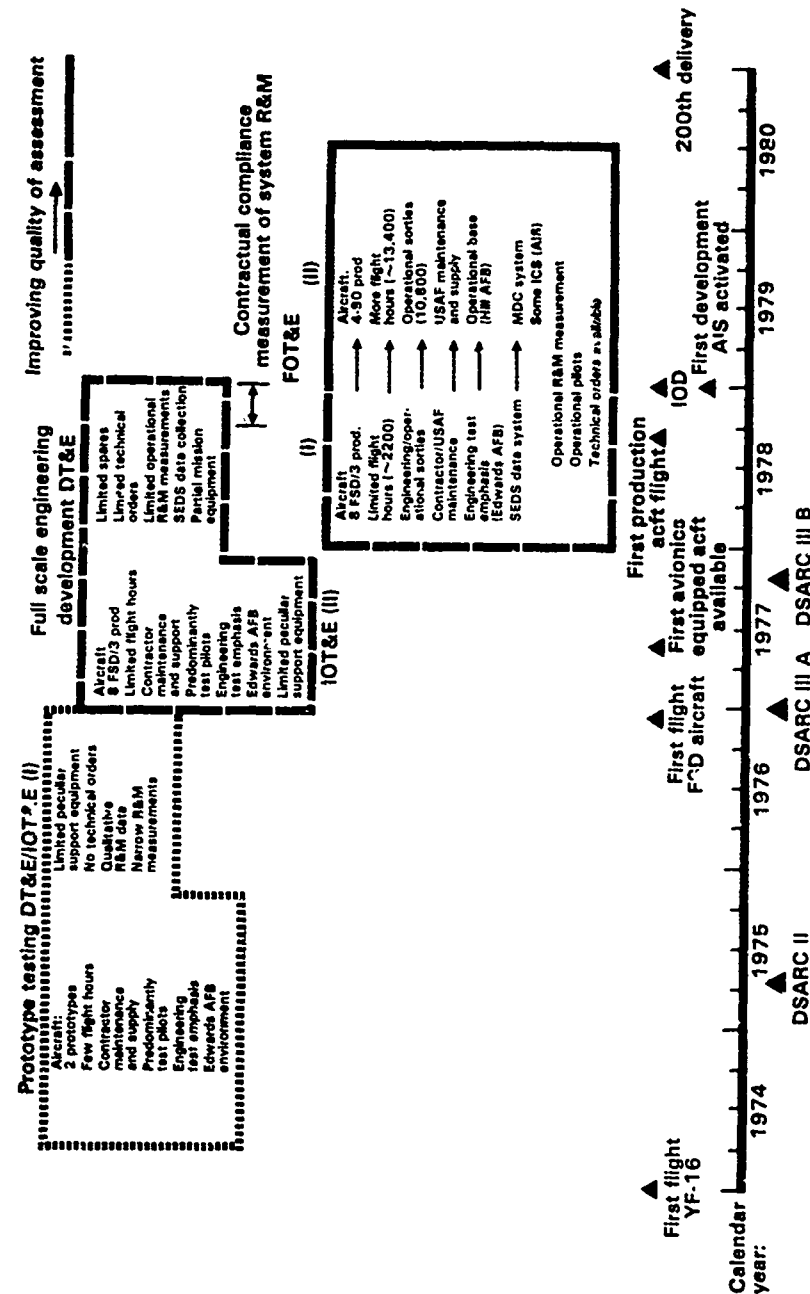 Prototype testing DT&E/IOT&E (I)
Aircraft:
2 prototypes
Few flight hours
Contractor
maintenance
and supply
Predominantly
test pilots
Engineering
test emphasis
Edwards AFB
environment
Limited peculiar
support equipment
No technical orders
Qualitative
R&M data
Narrow R&M
measurements
Full scale engineering
development DT&E
Aircraft
8 FSD/3 prod
Limited flight hours
Contractor
maintenance
and support
Predominantly
test pilots
Engineering
test emphasis
Edwards AFB
environment
Limited peculiar
support equipment
Limited spares
Limited technical
orders
Limited operational
R&M measurements
SEDS data collection
Partial mission
equipment
IOT&E (II)
Improving quality of assessment
Contractual compliance
measurement of system R&M
FOT&E
(I)
(II)
Aircraft
8 FSD/3 prod.
Limited flight
hours (~2200)
Engineering/oper-
ational sorties
Contractor/USAF
maintenance
Engineering test
emphasis
(Edwards AFB)
SEDS data system
Aircraft.
4-90 prod
More flight
hours (~13,400)
Operational sorties
(10,800)
USAF maintenance
and supply
Operational base
(Hill AFB)
MDC system
Some ICS (AIS)
Operational R&M measurement
Operational pilots
Technical orders available
First flight
YF-16
First flight
FSD aircraft
First avionics
equipped acft
available
First production
acft flight
IOD
First development
AIS activated
200th delivery
Calendar
year:
1974
1975
1976
1977
1978
1979
1980
DSARC II
DSARC III A
DSARC III B